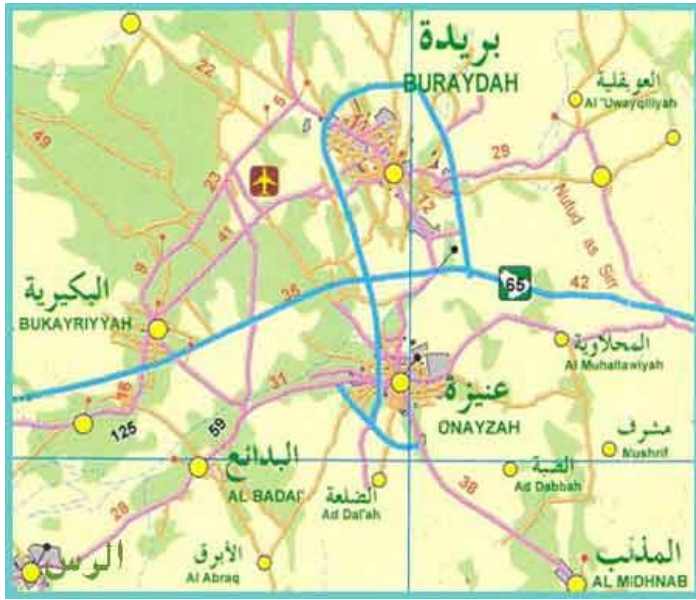 بريدة
BURAYDAH
العويقلية
Al 'Uwayqiliyah
22
5
49
23
29
12
41
Nufud as Sirr
البكيرية
BUKAYRIYYAH
9
35
65
42
المحلاوية
Al Muhallawiyah
31
عنيزة
ONAYZAH
18
125
59
مشرف
Mushrif
البدائع
AL BADAI'
الضبة
Ad Dabbah
الضلعة
Ad Dal'ah
38
28
الرس
الأبرق
Al Abraq
المذنب
AL MIDHNAB